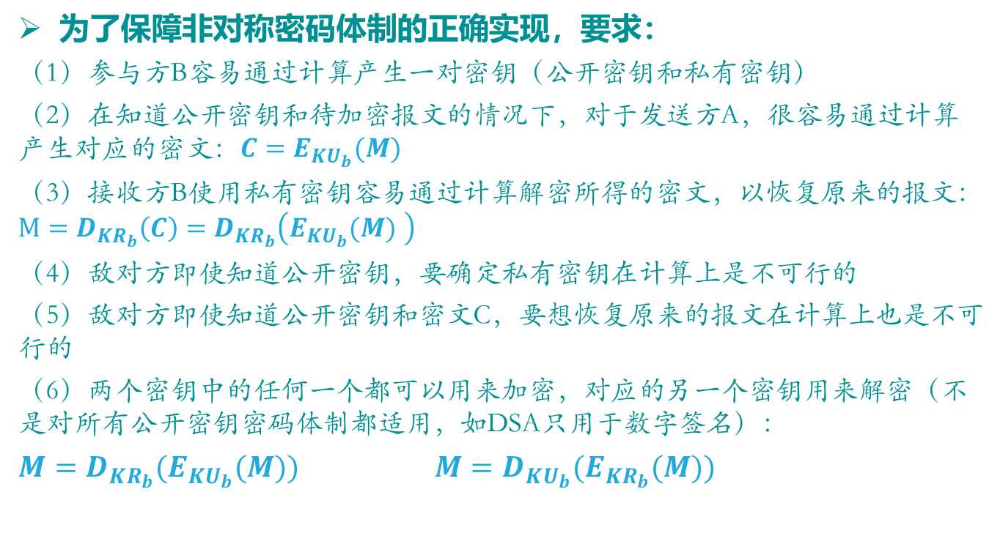 ➢ 为了保障非对称密码体制的正确实现，要求：
（1）参与方B容易通过计算产生一对密钥（公开密钥和私有密钥）
（2）在知道公开密钥和待加密报文的情况下，对于发送方A，很容易通过计算
产生对应的密文：$C = E_{KU_b}(M)$
（3）接收方B使用私有密钥容易通过计算解密所得的密文，以恢复原来的报文：
$M = D_{KR_b}(C) = D_{KR_b}(E_{KU_b}(M))$
（4）敌对方即使知道公开密钥，要确定私有密钥在计算上是不可行的
（5）敌对方即使知道公开密钥和密文C，要想恢复原来的报文在计算上也是不可
行的
（6）两个密钥中的任何一个都可以用来加密，对应的另一个密钥用来解密（不
是对所有公开密钥密码体制都适用，如DSA只用于数字签名）:
$M = D_{KR_b}(E_{KU_b}(M))$ $M = D_{KU_b}(E_{KR_b}(M))$